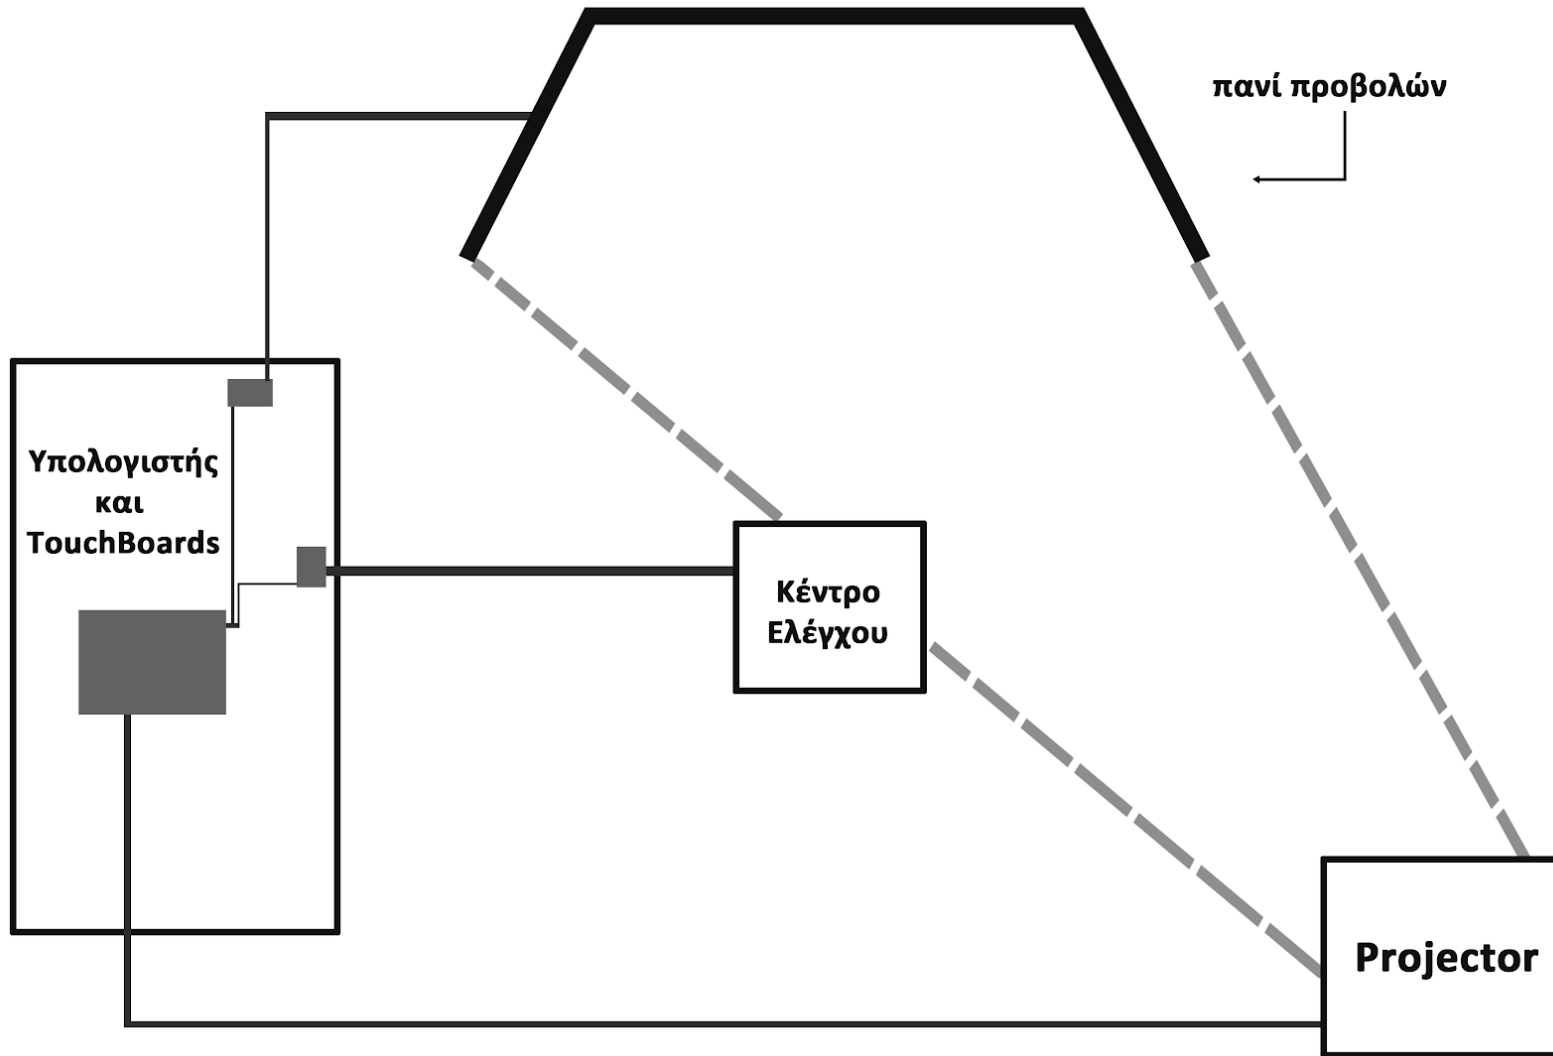 πανί προβολών
Υπολογιστής
και
TouchBoards
Κέντρο
Ελέγχου
Projector